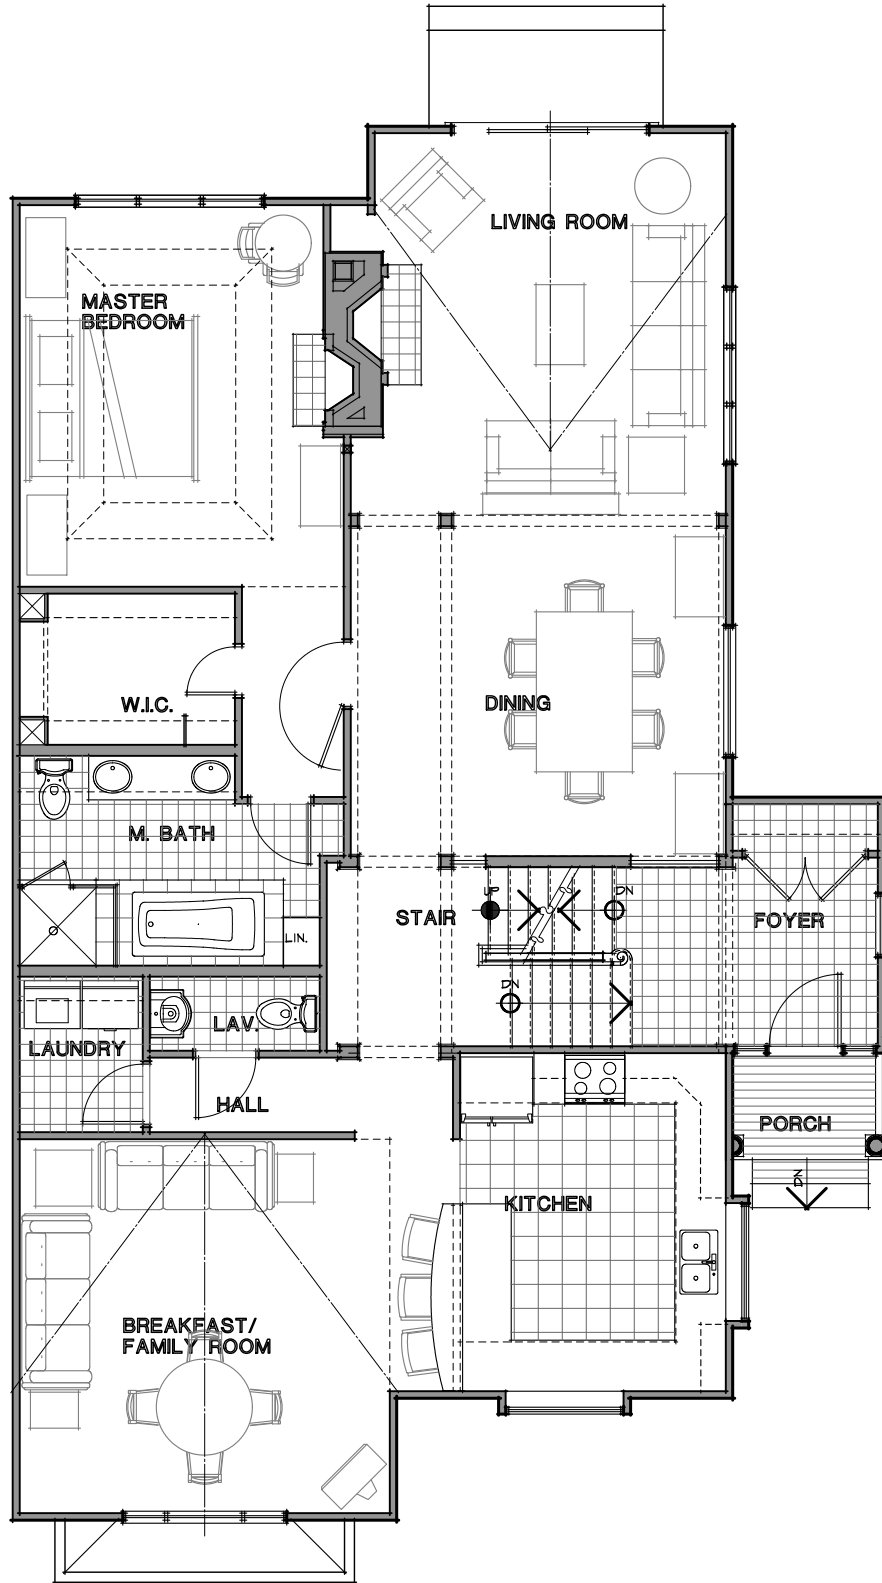 LIVING ROOM
MASTER
BEDROOM
W.I.C.
DINING
M. BATH
UP
DN
STAIR
FOYER
LIN.
DN
LAV.
LAUNDRY
HALL
PORCH
DN
KITCHEN
BREAKFAST/
FAMILY ROOM